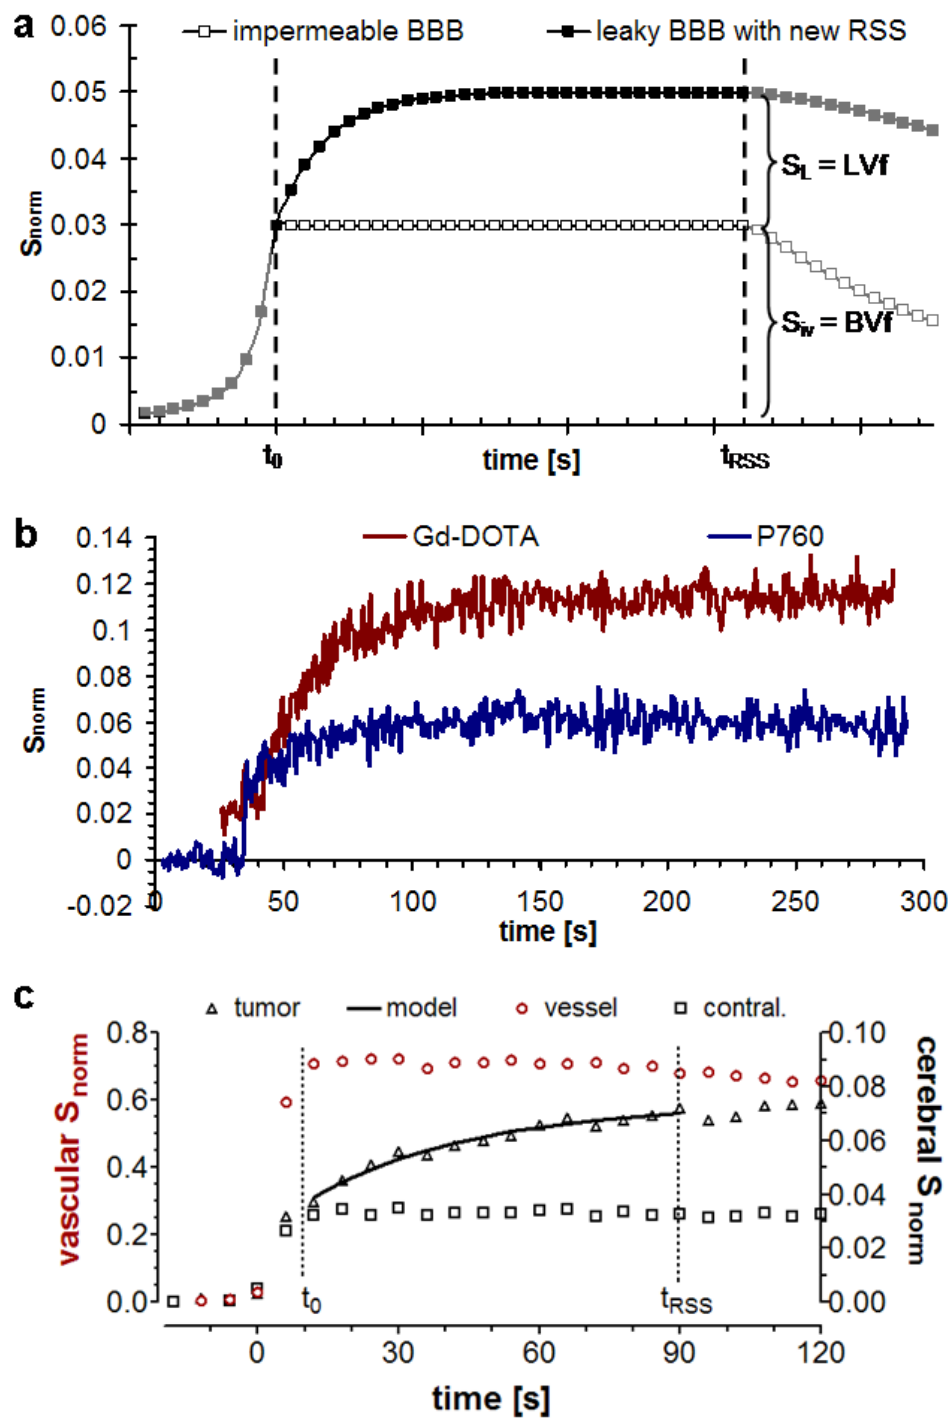 a
impermeable BBB
leaky BBB with new RSS
0.06
0.05
0.04
0.03
0.02
0.01
0
Snorm
SL = LVf
Siv = BVf
t0
time [s]
tRSS
b
Gd-DOTA
P760
0.14
0.12
0.1
0.08
0.06
0.04
0.02
0
-0.02
Snorm
0 50 100 150 200 250 300
time [s]
c
tumor
model
vessel
contral.
0.8
0.7
0.6
0.4
0.2
0.0
vascular Snorm
0.10
0.08
0.06
0.04
0.02
0.00
cerebral Snorm
t0
tRSS
0 30 60 90 120
time [s]